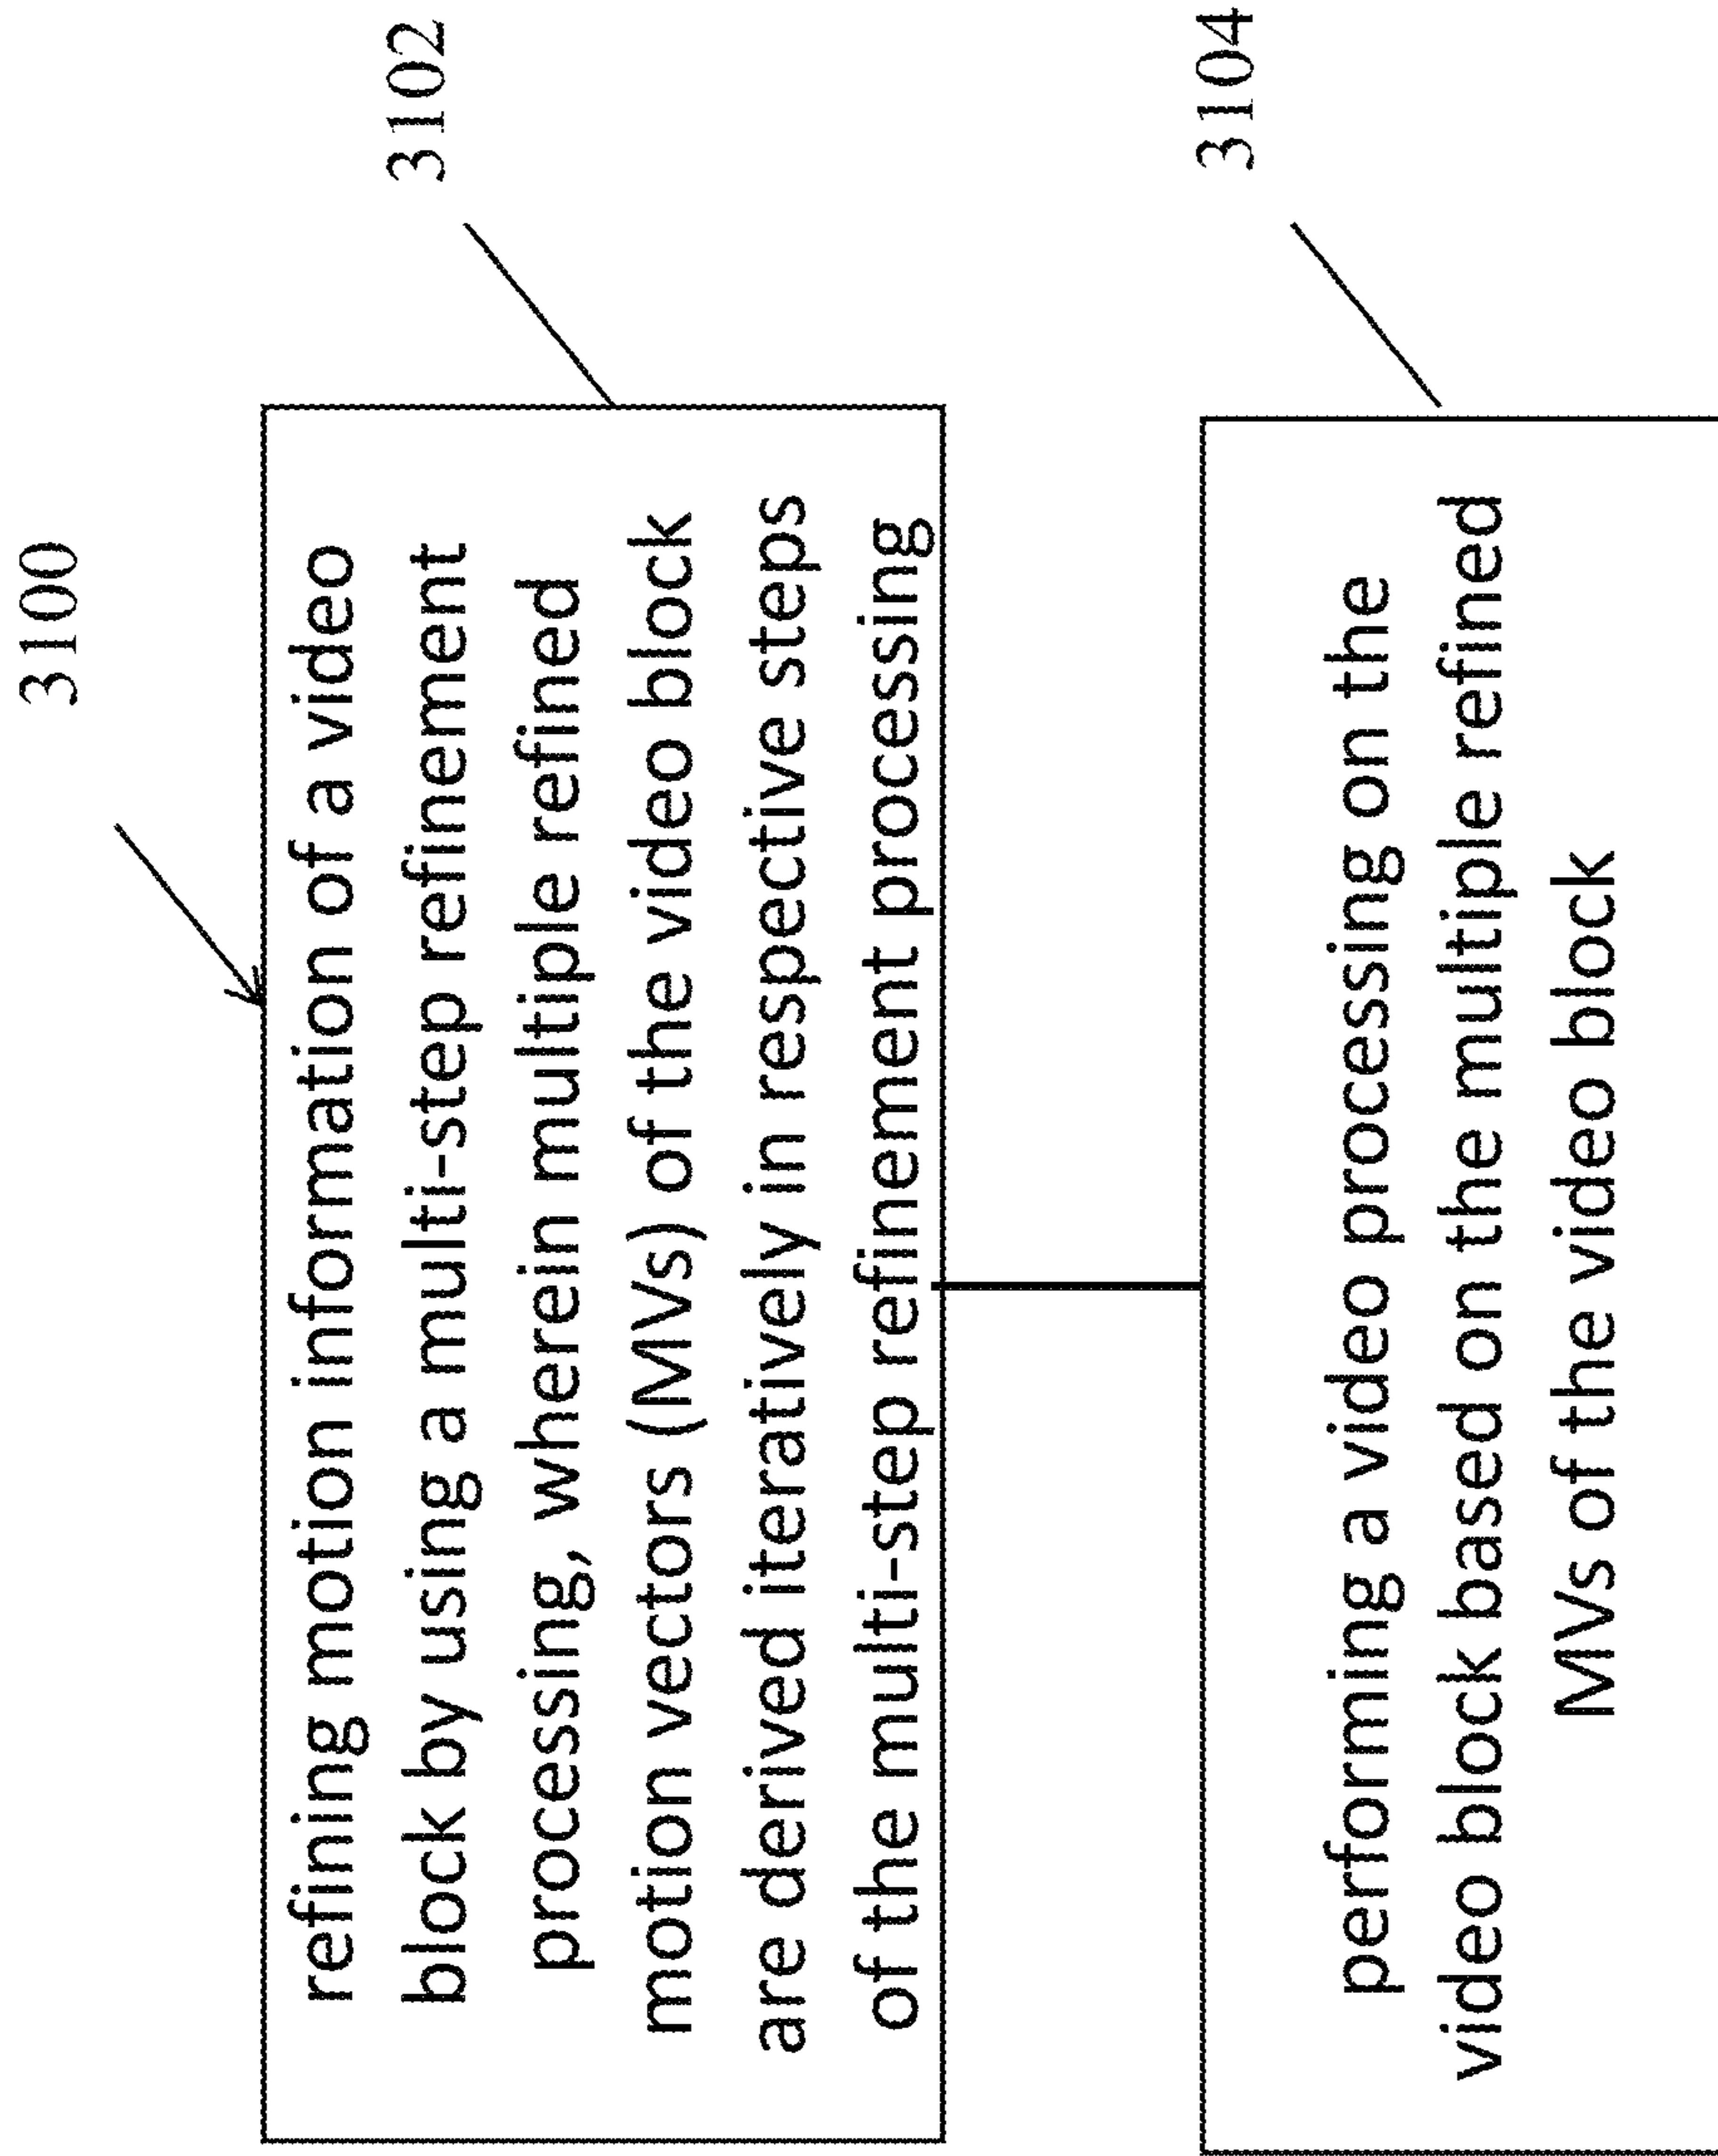 3100
3102
refining motion information of a video
block by using a multi-step refinement
processing, wherein multiple refined
motion vectors (MVs) of the video block
are derived iteratively in respective steps
of the multi-step refinement processing
3104
performing a video processing on the
video block based on the multiple refined
MVs of the video block